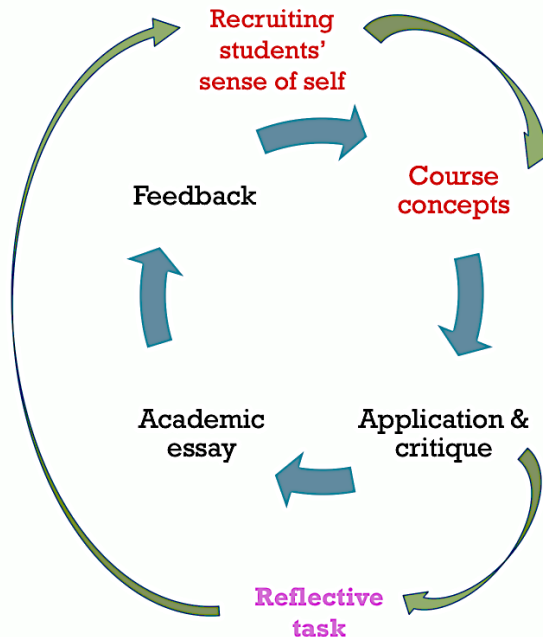 Recruiting
students'
sense of self
Course
concepts
Application &
critique
Reflective
task
Academic
essay
Feedback